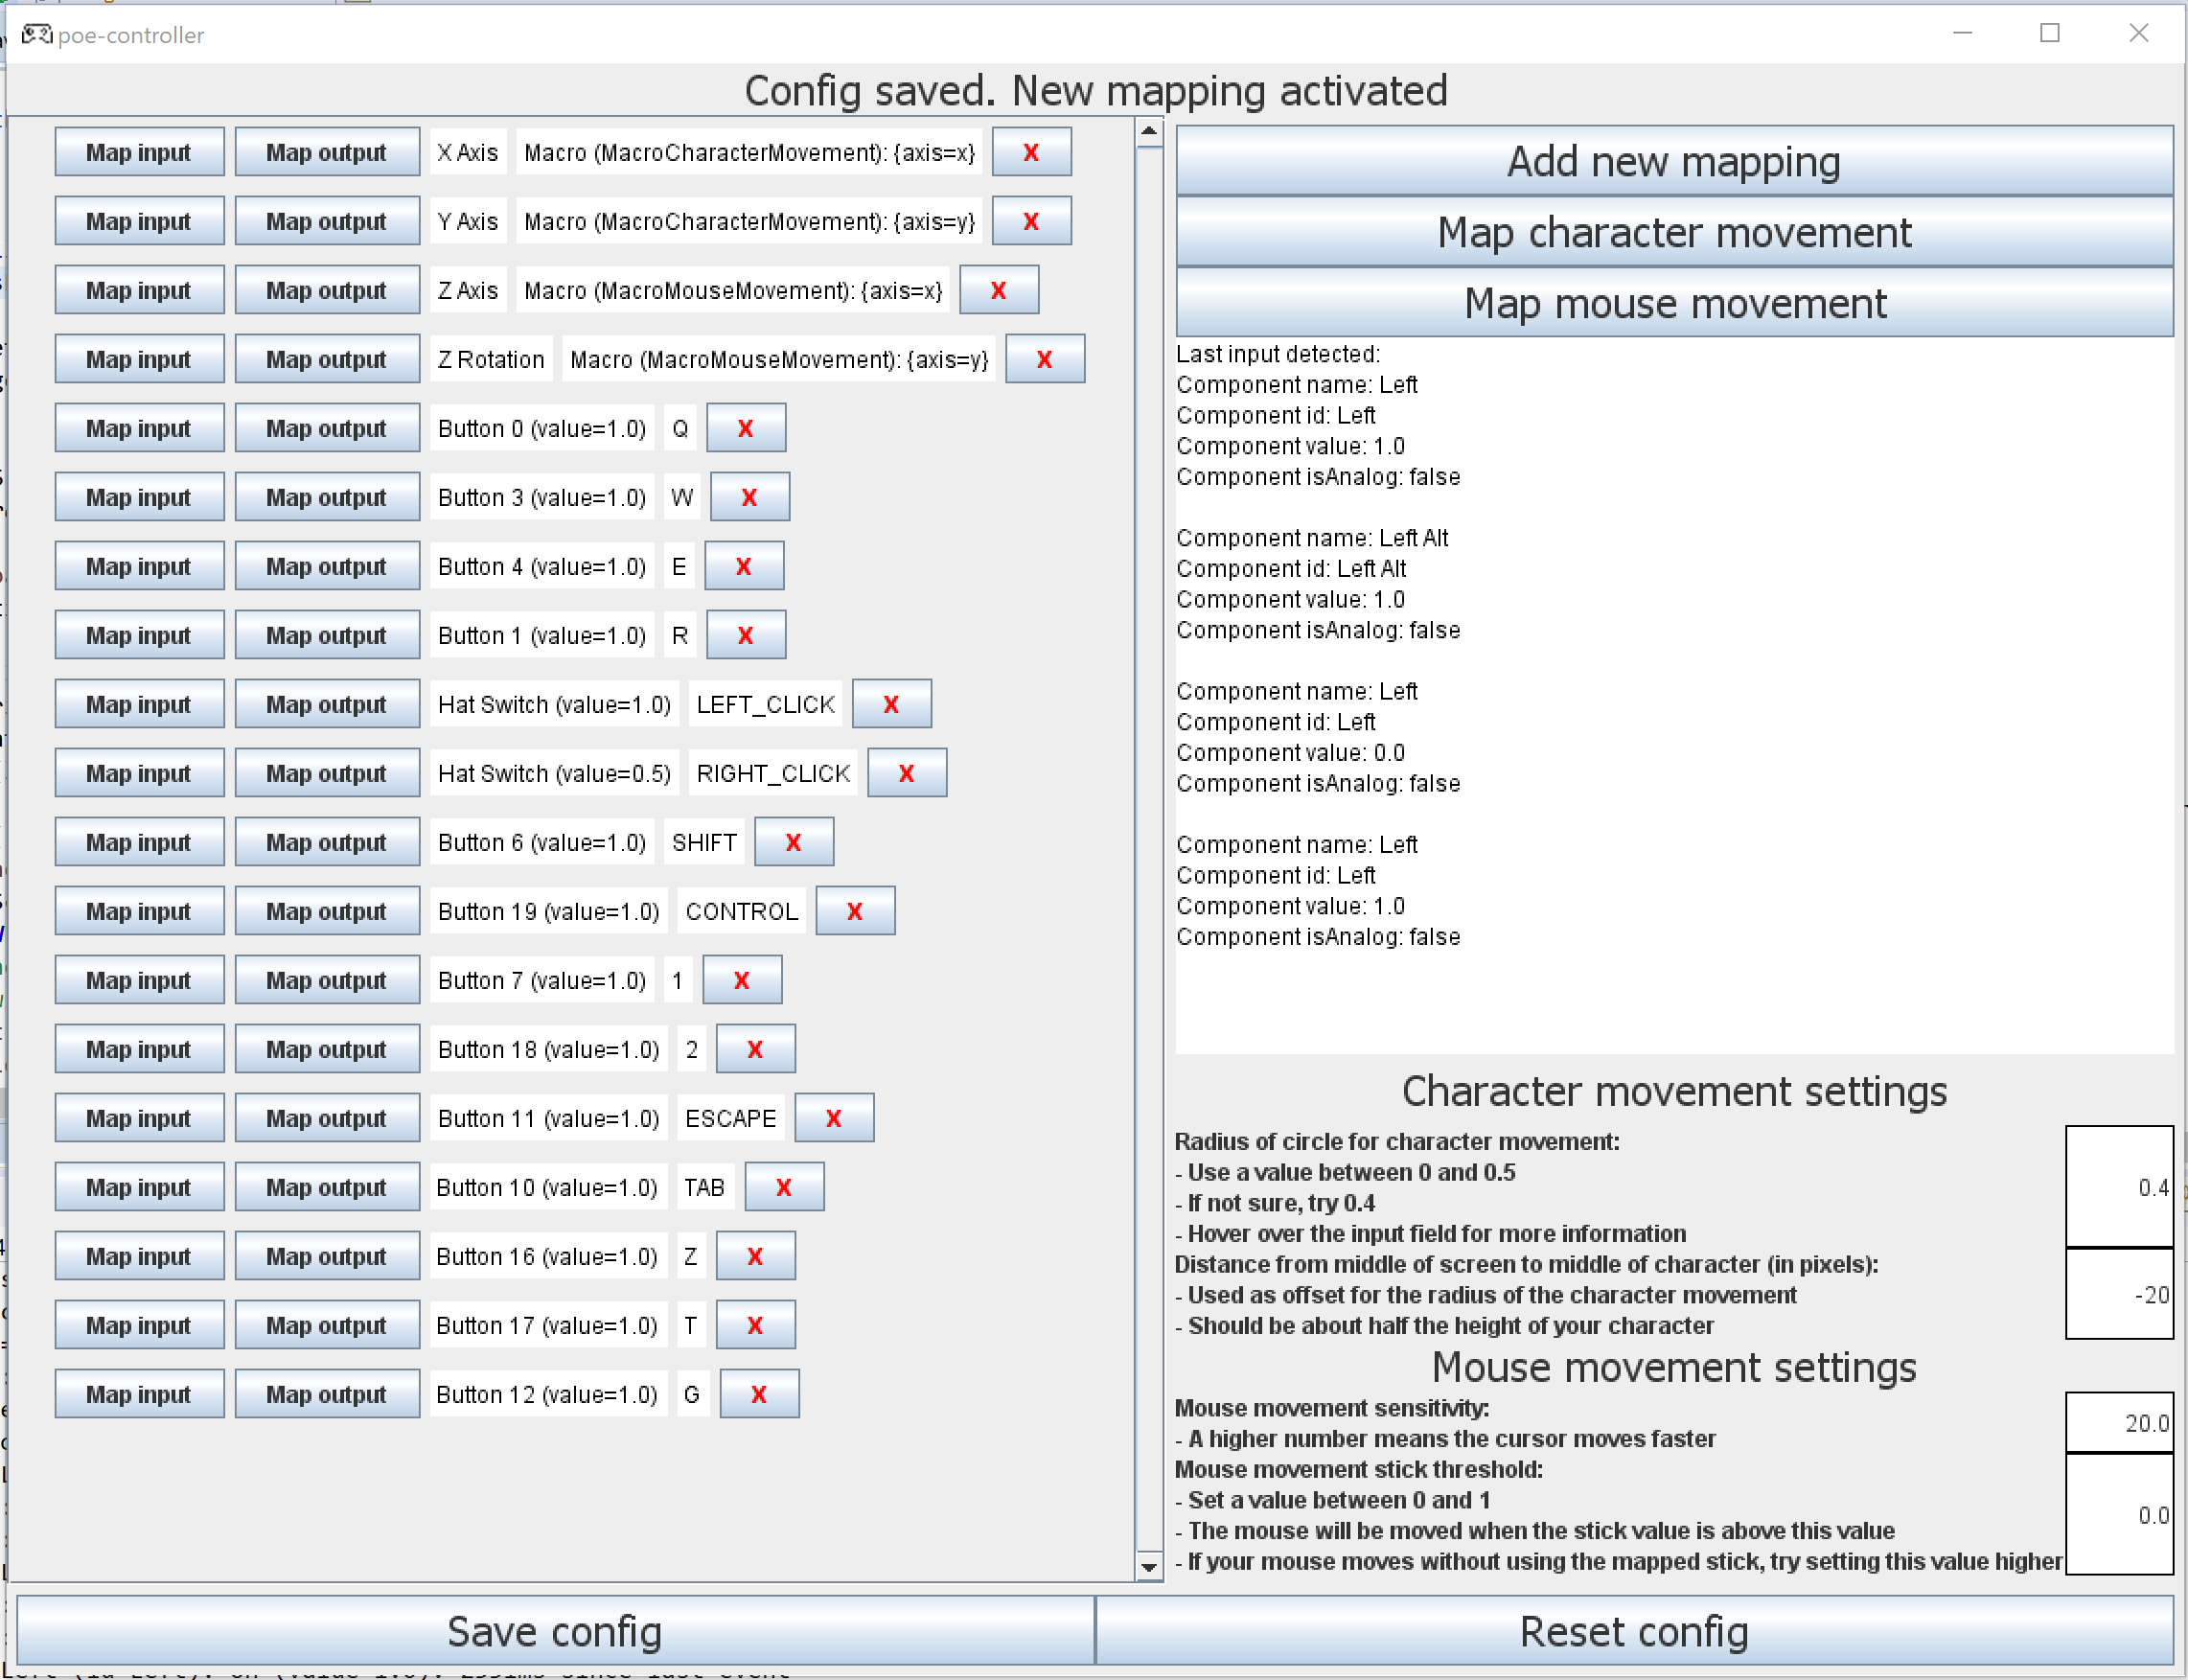 poe-controller
Config saved. New mapping activated
Map input Map output X Axis Macro (MacroCharacterMovement): {axis=x} X
Map input Map output Y Axis Macro (MacroCharacterMovement): {axis=y} X
Map input Map output Z Axis Macro (MacroMouseMovement): {axis=x} X
Map input Map output Z Rotation Macro (MacroMouseMovement): {axis=y} X
Map input Map output Button 0 (value=1.0) Q X
Map input Map output Button 3 (value=1.0) W X
Map input Map output Button 4 (value=1.0) E X
Map input Map output Button 1 (value=1.0) R X
Map input Map output Hat Switch (value=1.0) LEFT_CLICK X
Map input Map output Hat Switch (value=0.5) RIGHT_CLICK X
Map input Map output Button 6 (value=1.0) SHIFT X
Map input Map output Button 19 (value=1.0) CONTROL X
Map input Map output Button 7 (value=1.0) 1 X
Map input Map output Button 18 (value=1.0) 2 X
Map input Map output Button 11 (value=1.0) ESCAPE X
Map input Map output Button 10 (value=1.0) TAB X
Map input Map output Button 16 (value=1.0) Z X
Map input Map output Button 17 (value=1.0) T X
Map input Map output Button 12 (value=1.0) G X
Add new mapping
Map character movement
Map mouse movement
Last input detected:
Component name: Left
Component id: Left
Component value: 1.0
Component isAnalog: false
Component name: Left Alt
Component id: Left Alt
Component value: 1.0
Component isAnalog: false
Component name: Left
Component id: Left
Component value: 0.0
Component isAnalog: false
Component name: Left
Component id: Left
Component value: 1.0
Component isAnalog: false
Character movement settings
Radius of circle for character movement:
- Use a value between 0 and 0.5
- If not sure, try 0.4
- Hover over the input field for more information
0.4
Distance from middle of screen to middle of character (in pixels):
- Used as offset for the radius of the character movement
- Should be about half the height of your character
-20
Mouse movement settings
Mouse movement sensitivity:
- A higher number means the cursor moves faster
20.0
Mouse movement stick threshold:
- Set a value between 0 and 1
- The mouse will be moved when the stick value is above this value
- If your mouse moves without using the mapped stick, try setting this value higher
0.0
Save config
Reset config